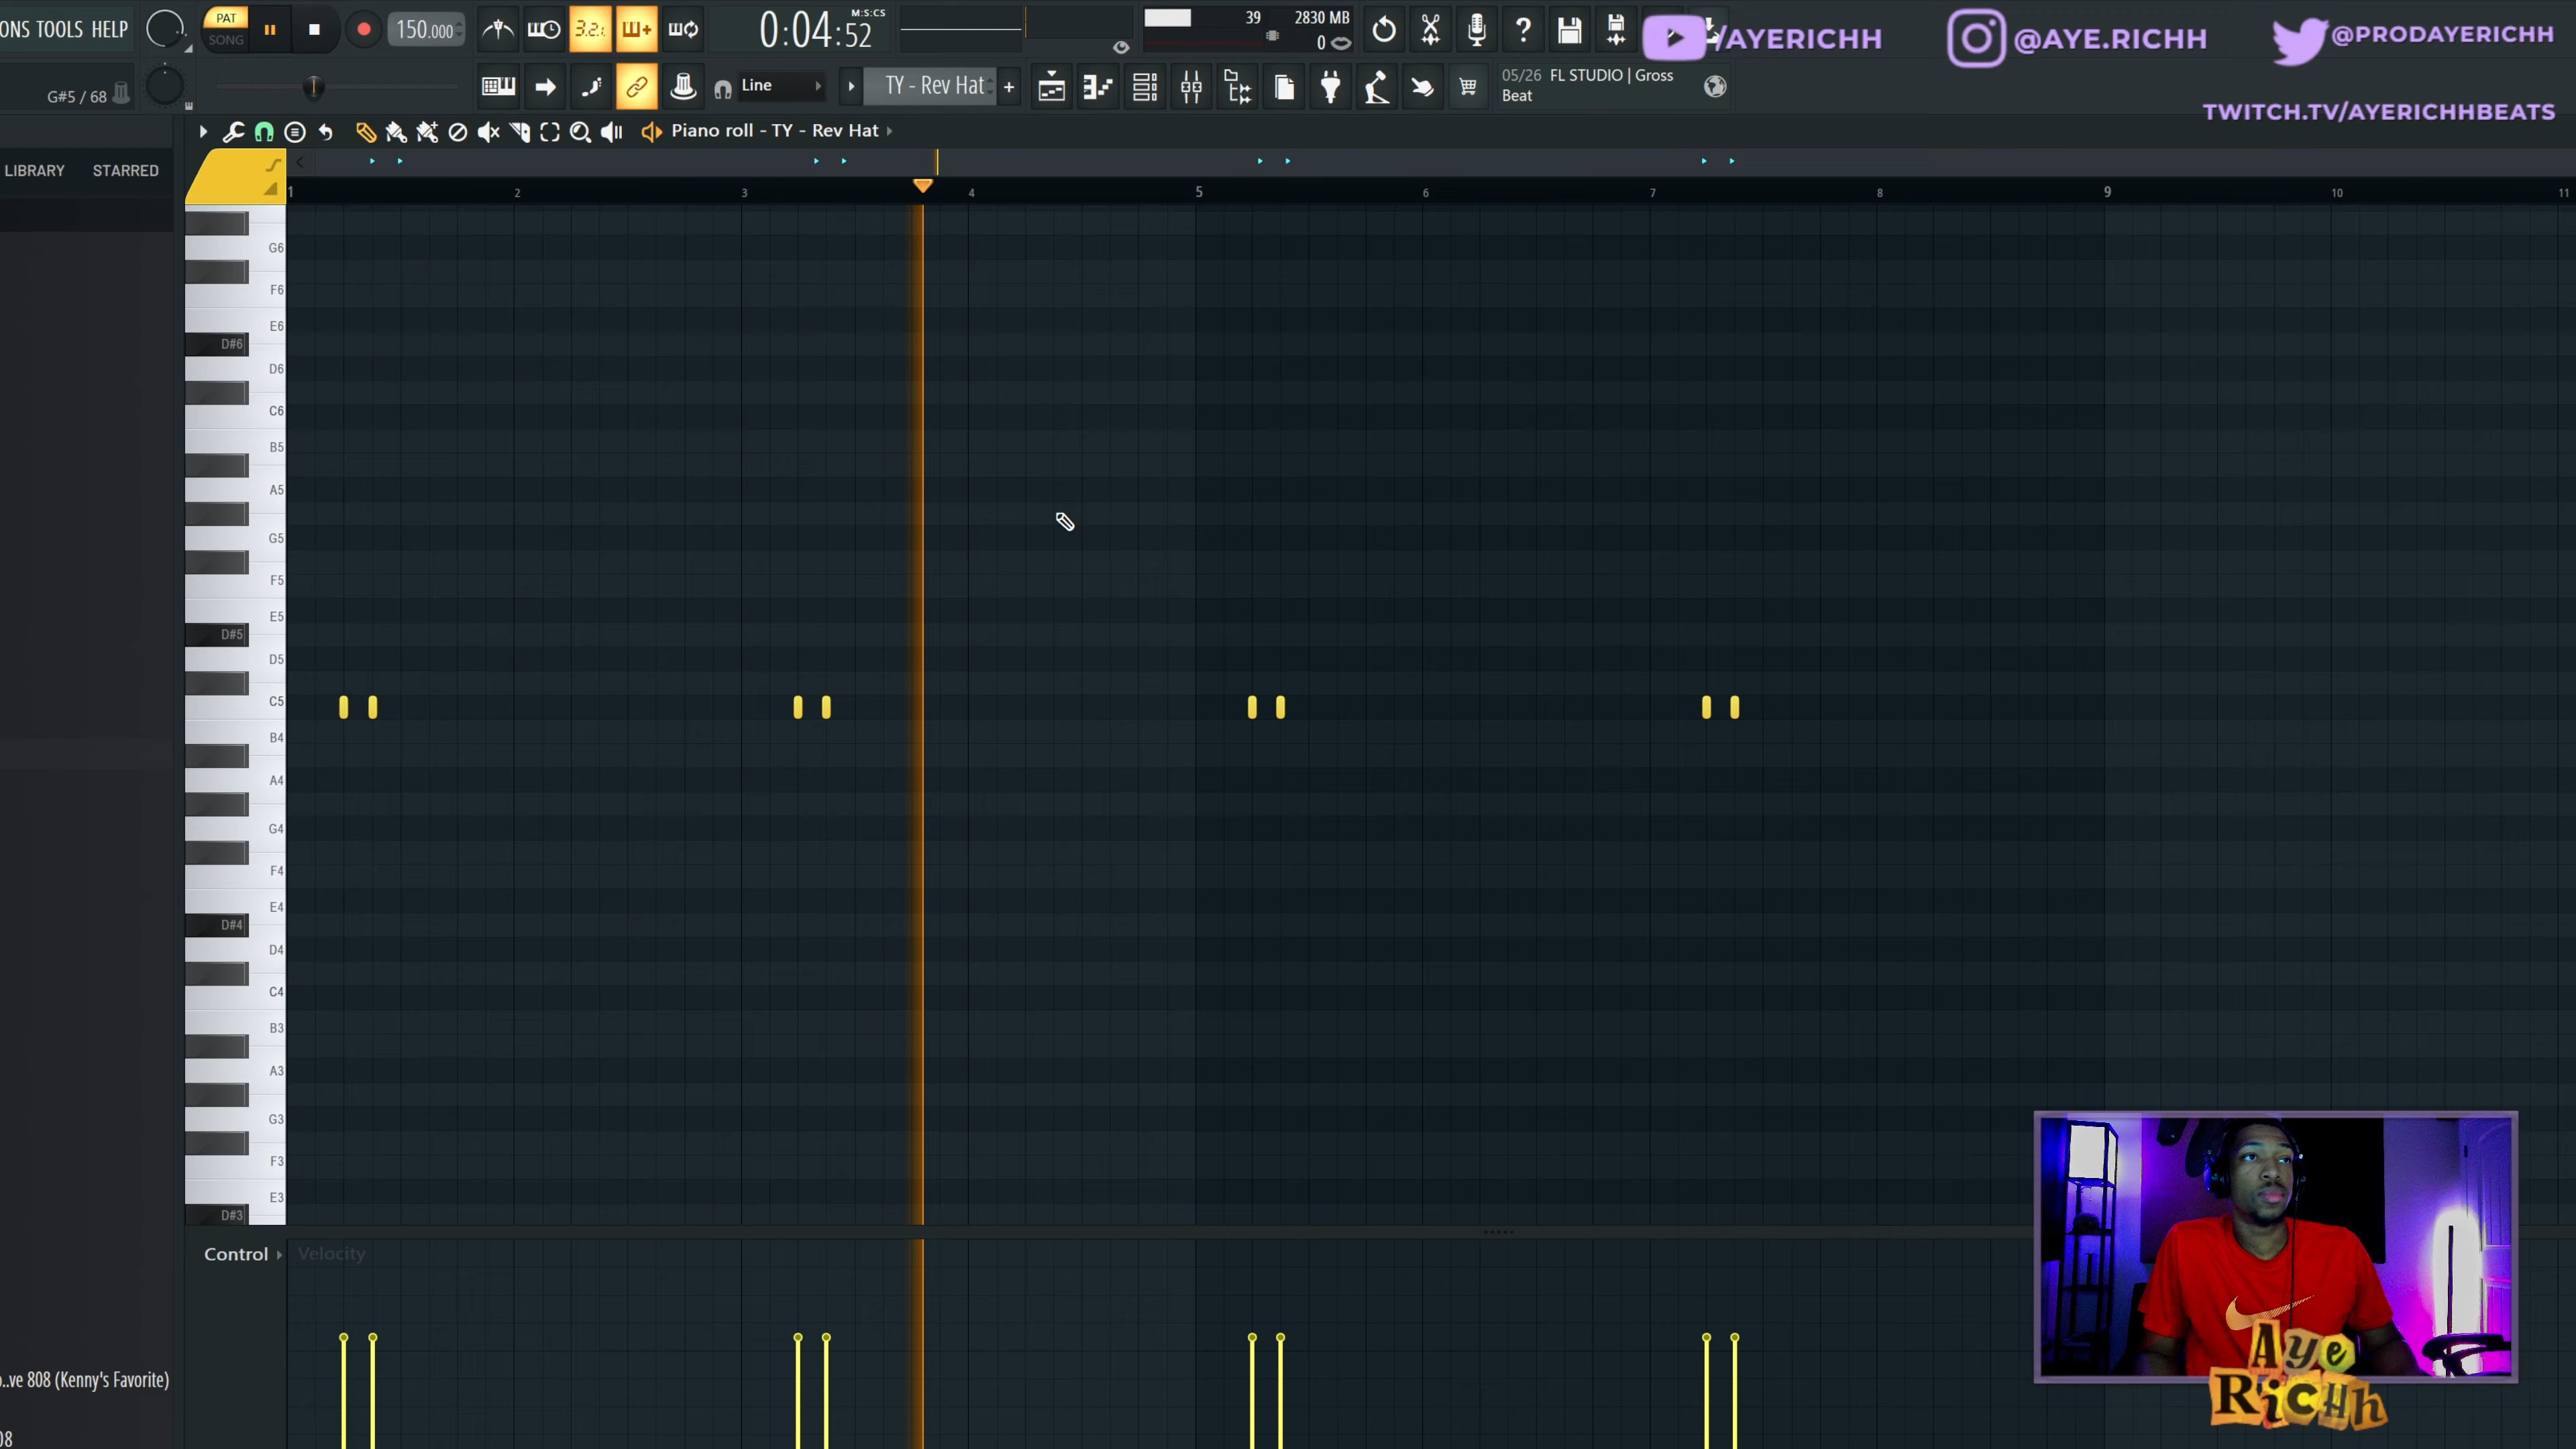 ONS TOOLS HELP
PAT
SONG
150.000
3.2.1
0:04:52
M:S:CS
39
2830 MB
0
/AYERICHH
@AYE.RICHH
@PRODAYERICHH
TWITCH.TV/AYERICHHBEATS
G#5 / 68
Line
TY - Rev Hat
+
05/26 FL STUDIO | Gross
Beat
Piano roll - TY - Rev Hat
LIBRARY STARRED
1 2 3 4 5 6 7 8 9 10 11
G6
F6
E6
D#6
D6
C6
B5
A5
G5
F5
E5
D#5
D5
C5
B4
A4
G4
F4
E4
D#4
D4
C4
B3
A3
G3
F3
E3
D#3
Control Velocity
..ve 808 (Kenny's Favorite)
08
Aye
RicHh